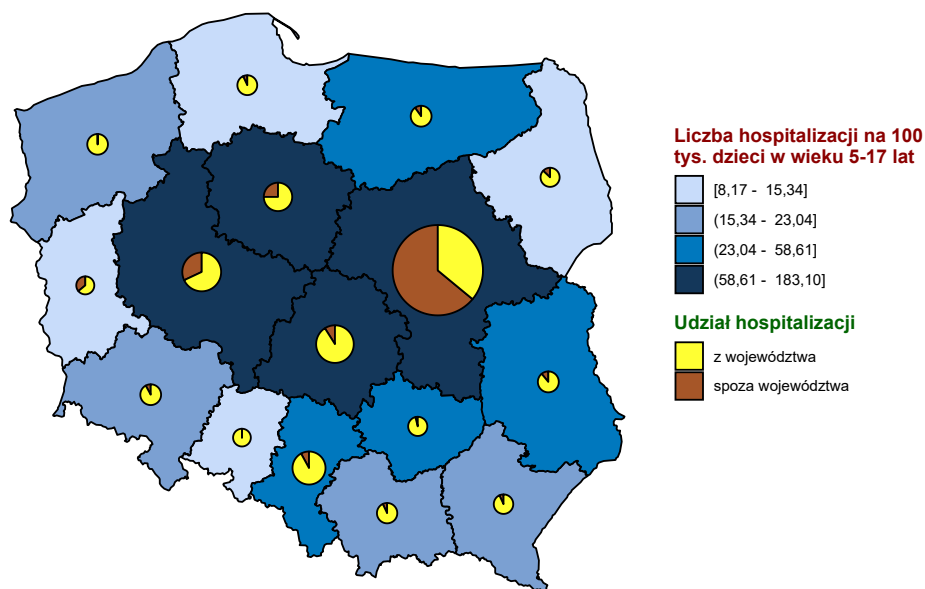 Liczba hospitalizacji na 100
tys. dzieci w wieku 5-17 lat
[8,17 - 15,34]
(15,34 - 23,04]
(23,04 - 58,61]
(58,61 - 183,10]
Udział hospitalizacji
z województwa
spoza województwa